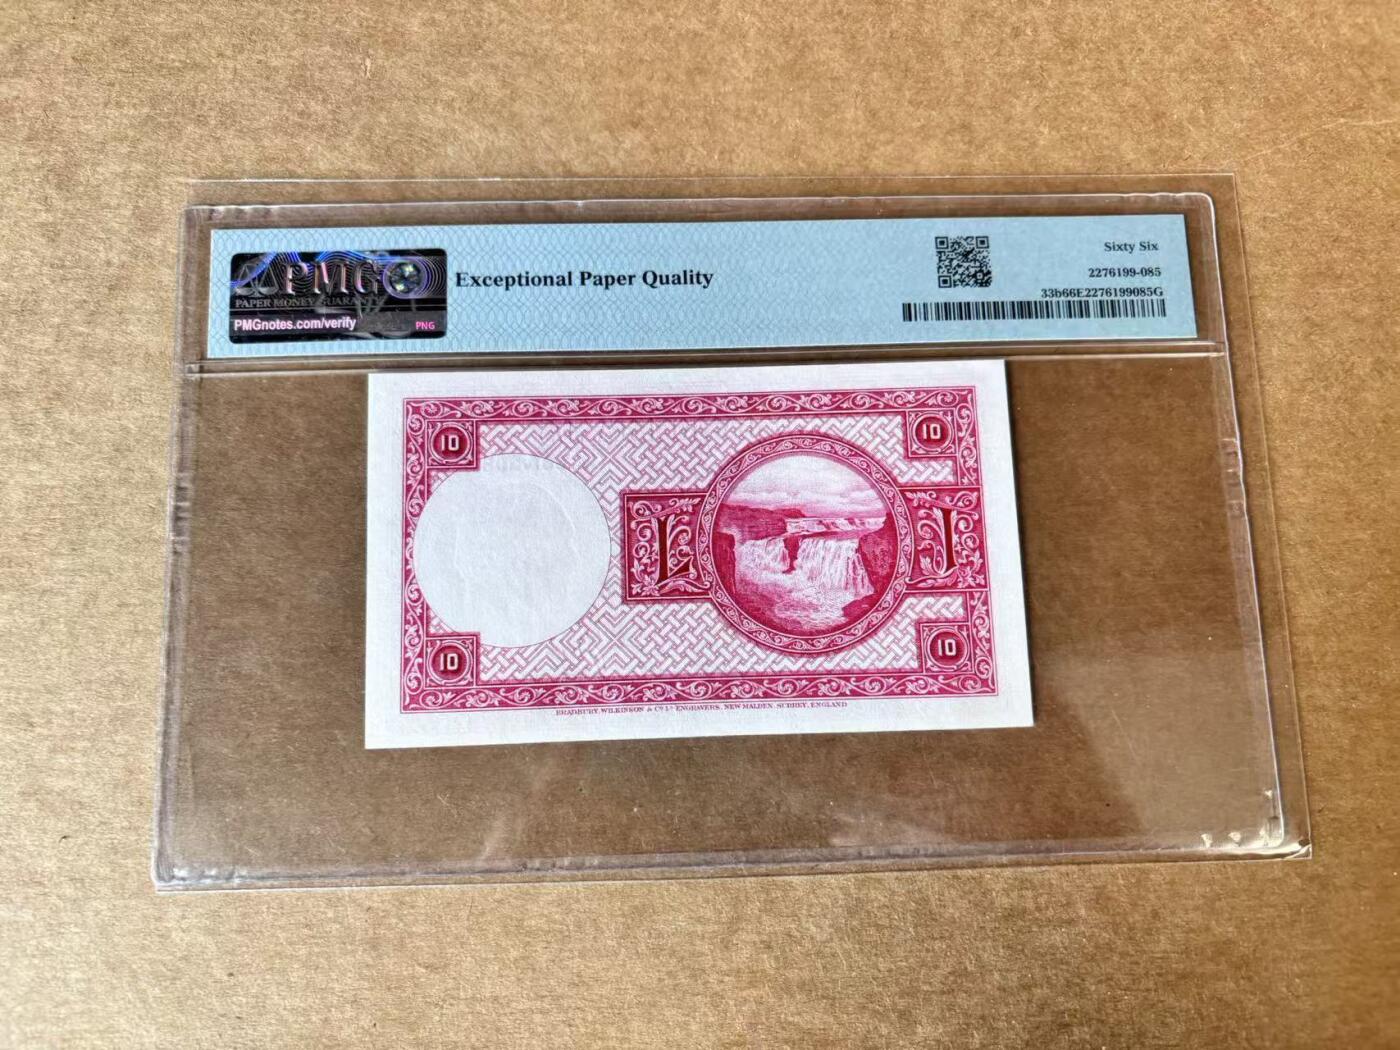 PMG
PAPER MONEY GUARANTY
PMGnotes.com/verify
PNG
Exceptional Paper Quality
Sixty Six
2276199-085
33b66E2276199085G
10
10
L
L
10
10
BRADBURY, WILKINSON & Cº Lᵈ ENGRAVERS, NEW MALDEN, SURREY, ENGLAND